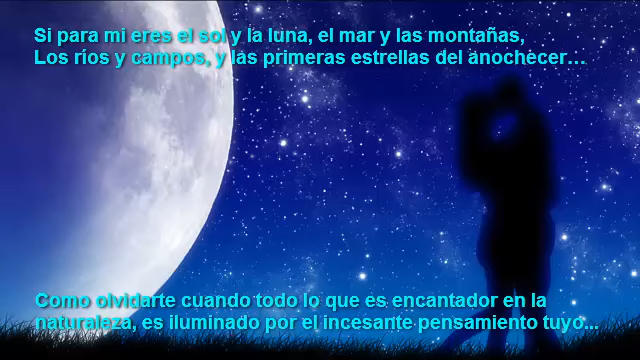 Si para mi eres el sol y la luna, el mar y las montañas,
Los ríos y campos, y las primeras estrellas del anochecer…
Como olvidarte cuando todo lo que es encantador en la
naturaleza, es iluminado por el incesante pensamiento tuyo...